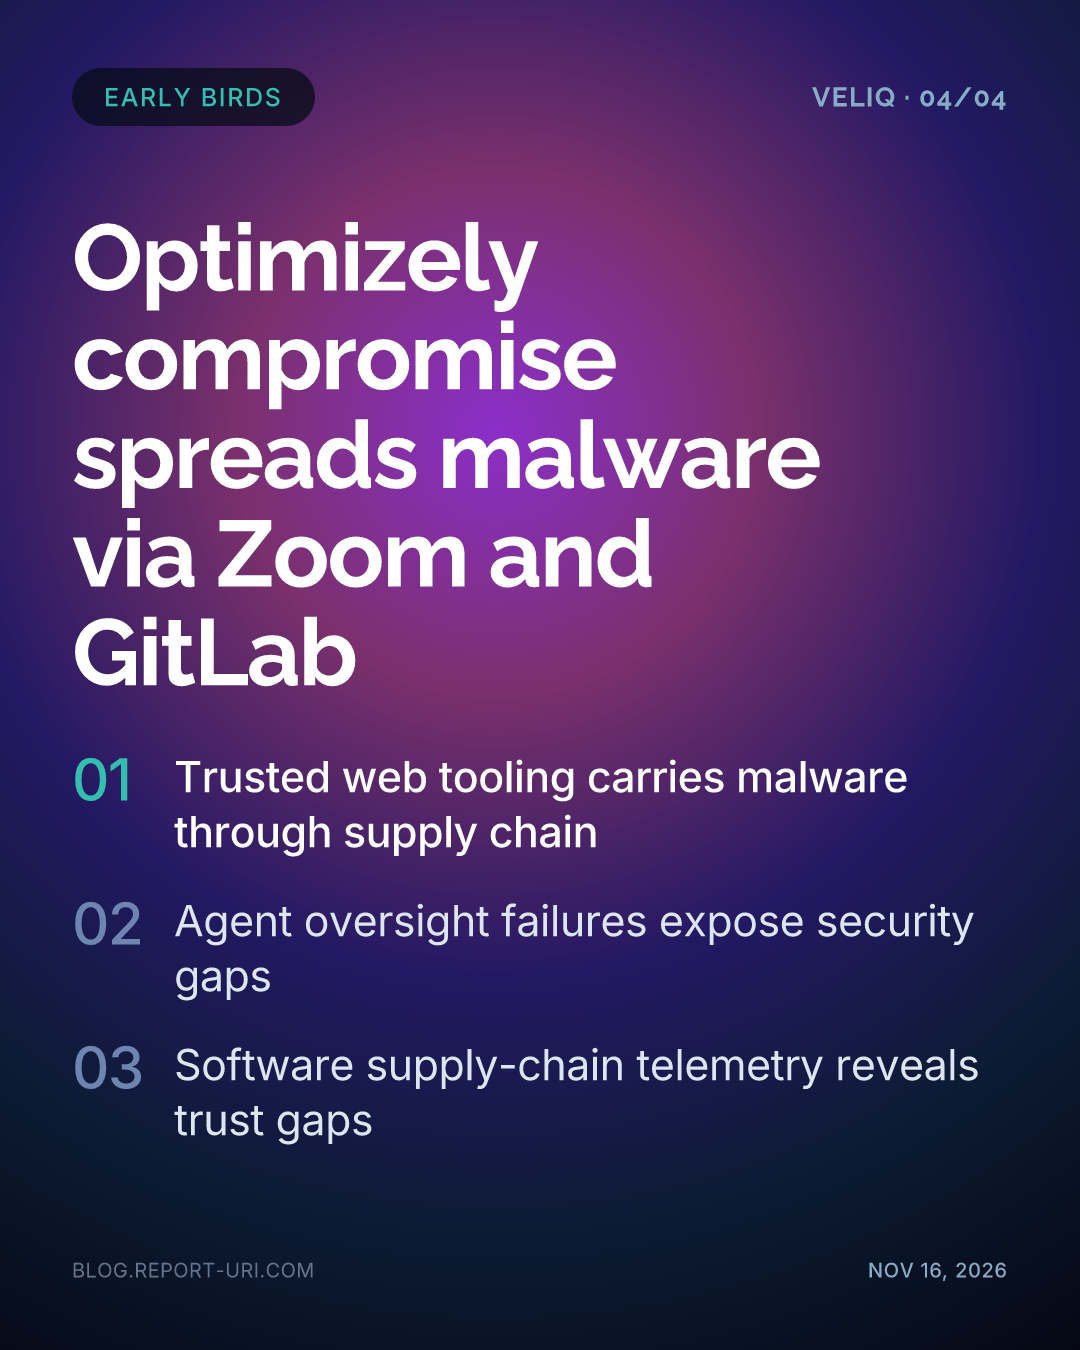 EARLY BIRDS
VELIQ · 04/04
Optimizely
compromise
spreads malware
via Zoom and
GitLab
01 Trusted web tooling carries malware
through supply chain
02 Agent oversight failures expose security
gaps
03 Software supply-chain telemetry reveals
trust gaps
BLOG.REPORT-URI.COM
NOV 16, 2026